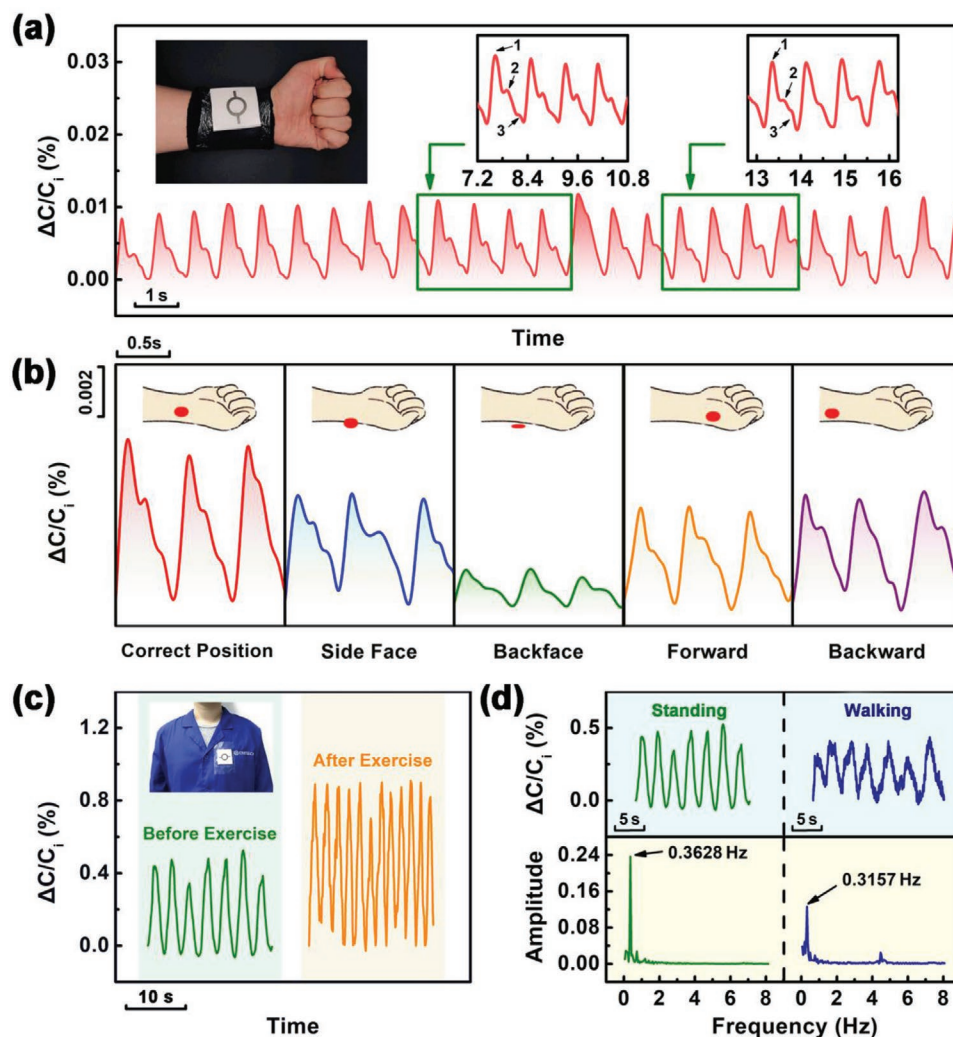 (a)
ΔC/Ci (%)
0.03
0.02
0.01
0.00
1
2
3
7.2 8.4 9.6 10.8
1
2
3
13 14 15 16
1 s
Time
(b)
0.5s
0.002
ΔC/Ci (%)
Correct Position Side Face Backface Forward Backward
(c)
ΔC/Ci (%)
1.2
0.8
0.4
0.0
Before Exercise
After Exercise
10 s
Time
(d)
Standing Walking
ΔC/Ci (%)
0.5
0.0
5 s 5 s
Amplitude
0.24
0.16
0.08
0.00
0.3628 Hz
0.3157 Hz
0 2 4 6 8 0 2 4 6 8
Frequency (Hz)